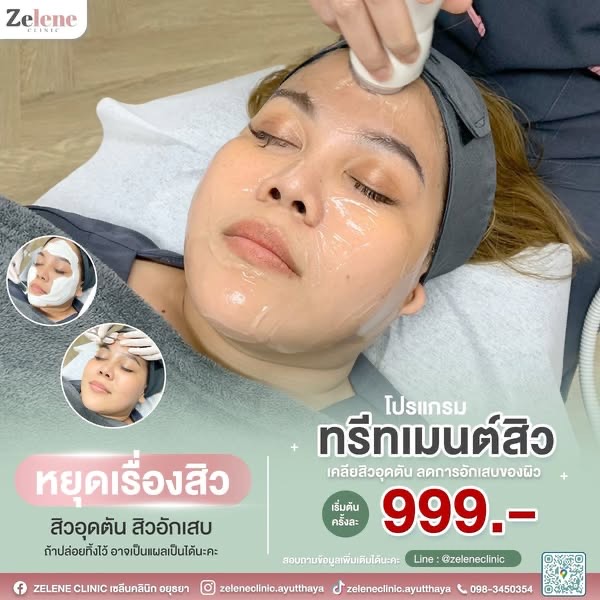 Zelene
CLINIC
โปรแกรม
ทรีทเมนต์สิว
เคลียสิวอุดตัน ลดการอักเสบของผิว
เริ่มต้น
ครั้งละ
999.-
หยุดเรื่องสิว
สิวอุดตัน สิวอักเสบ
ถ้าปล่อยทิ้งไว้ อาจเป็นแผลเป็นได้นะคะ
สอบถามข้อมูลเพิ่มเติมได้นะคะ
Line : @zeleneclinic
ZELENE CLINIC เซลีนคลินิก อยุธยา
zeleneclinic.ayutthaya
zeleneclinic.ayutthaya
098-3450354